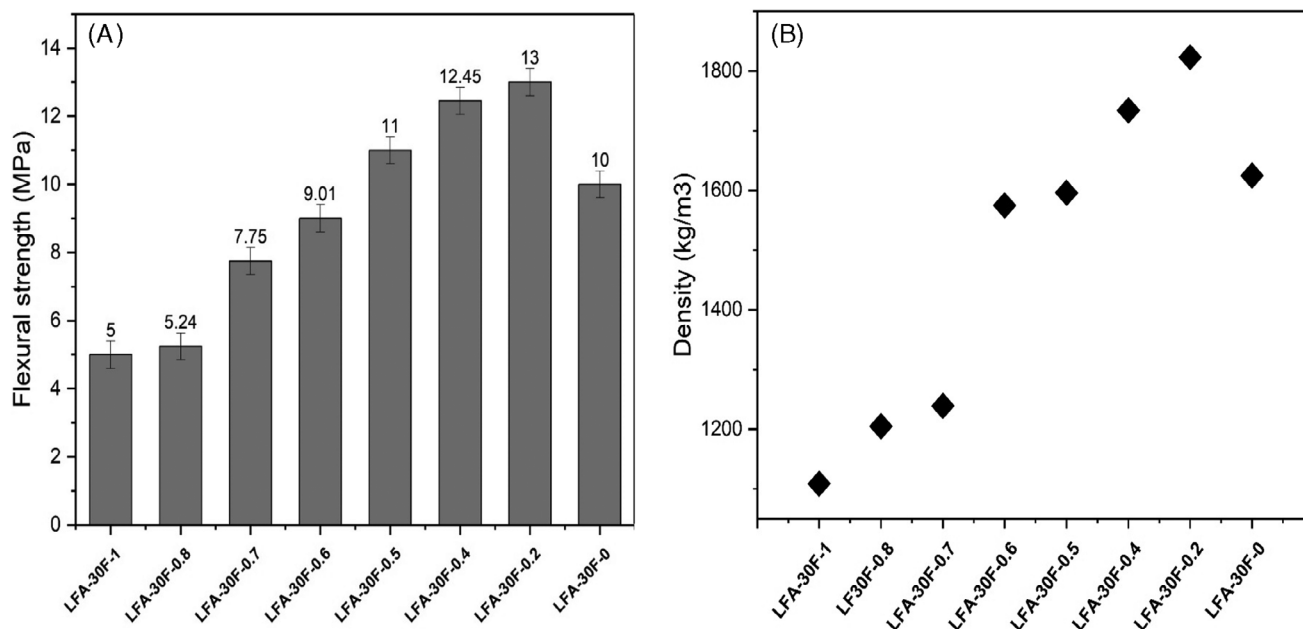 (A)
Flexural strength (MPa)
14
12
10
8
6
4
2
0
5
5.24
7.75
9.01
11
12.45
13
10
LFA-30F-1
LFA-30F-0.8
LFA-30F-0.7
LFA-30F-0.6
LFA-30F-0.5
LFA-30F-0.4
LFA-30F-0.2
LFA-30F-0
(B)
Density (kg/m3)
1800
1600
1400
1200
LFA-30F-1
LF30F-0.8
LFA-30F-0.7
LFA-30F-0.6
LFA-30F-0.5
LFA-30F-0.4
LFA-30F-0.2
LFA-30F-0